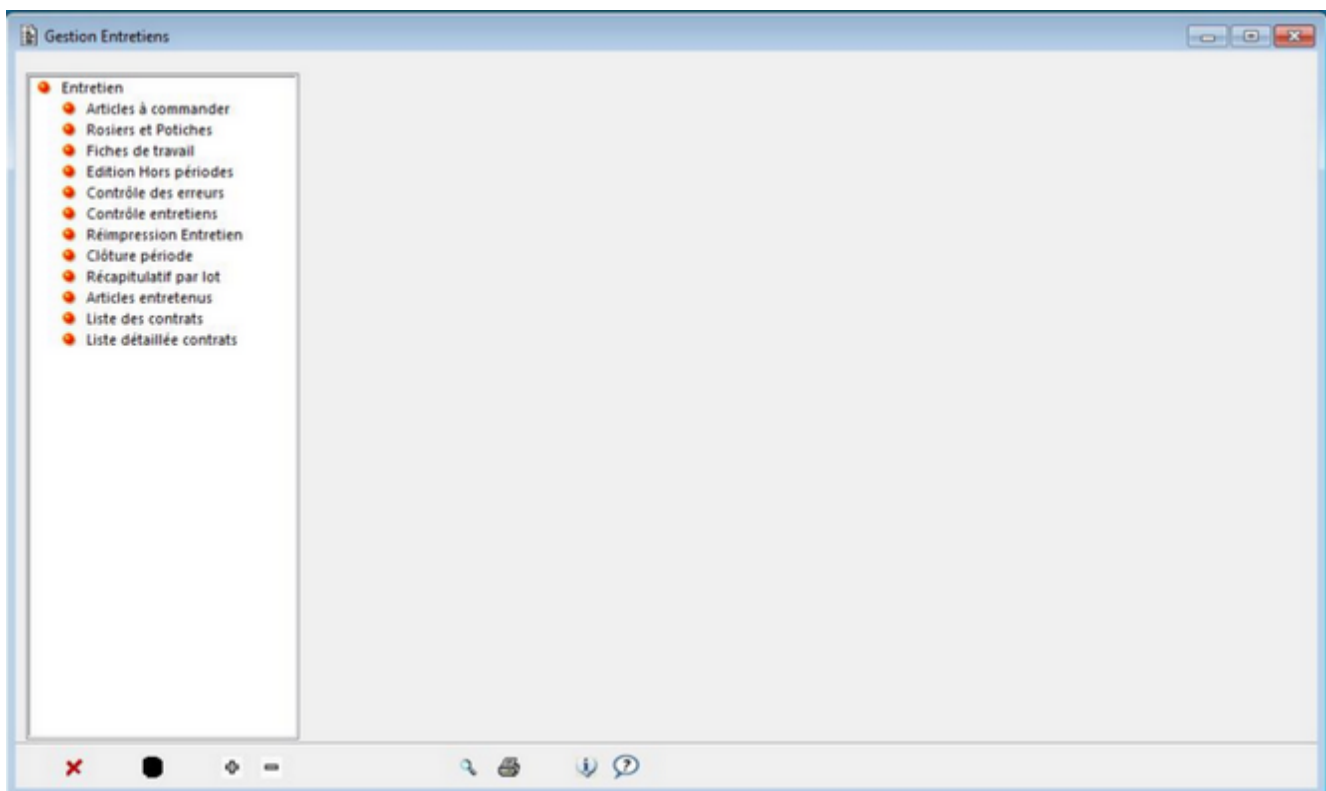 Gestion Entretiens
Entretien
Articles à commander
Rosiers et Potiches
Fiches de travail
Edition Hors périodes
Contrôle des erreurs
Contrôle entretiens
Réimpression Entretien
Clôture période
Récapitulatif par lot
Articles entretenus
Liste des contrats
Liste détaillée contrats